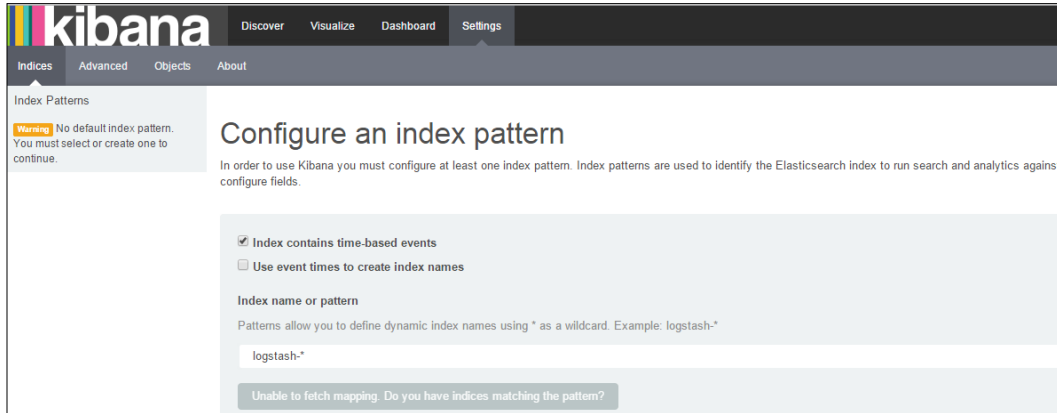 kibana
Discover Visualize Dashboard Settings
Indices Advanced Objects About
Index Patterns
Warning No default index pattern.
You must select or create one to
continue.
Configure an index pattern
In order to use Kibana you must configure at least one index pattern. Index patterns are used to identify the Elasticsearch index to run search and analytics agains
configure fields.
Index contains time-based events
Use event times to create index names
Index name or pattern
Patterns allow you to define dynamic index names using * as a wildcard. Example: logstash-*
logstash-*
Unable to fetch mapping. Do you have indices matching the pattern?